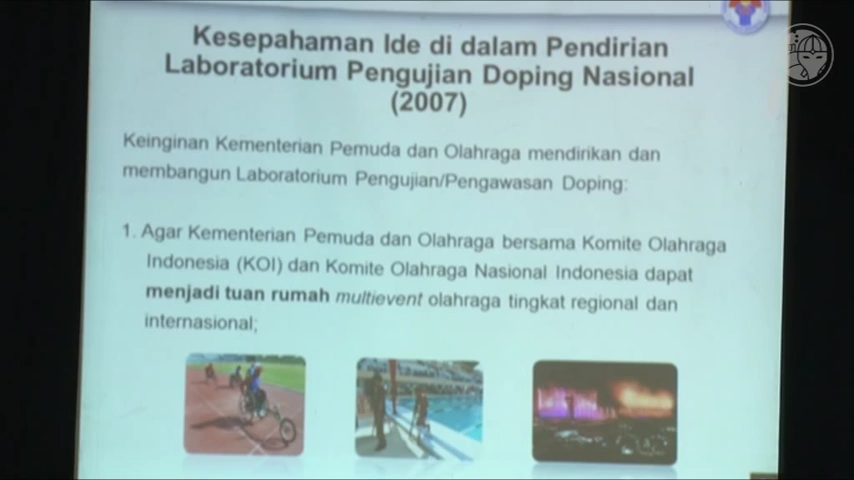 Kesepahaman Ide di dalam Pendirian
Laboratorium Pengujian Doping Nasional
(2007)
Keinginan Kementerian Pemuda dan Olahraga mendirikan dan
membangun Laboratorium Pengujian/Pengawasan Doping:
1. Agar Kementerian Pemuda dan Olahraga bersama Komite Olahraga
Indonesia (KOI) dan Komite Olahraga Nasional Indonesia dapat
menjadi tuan rumah multievent olahraga tingkat regional dan
internasional;